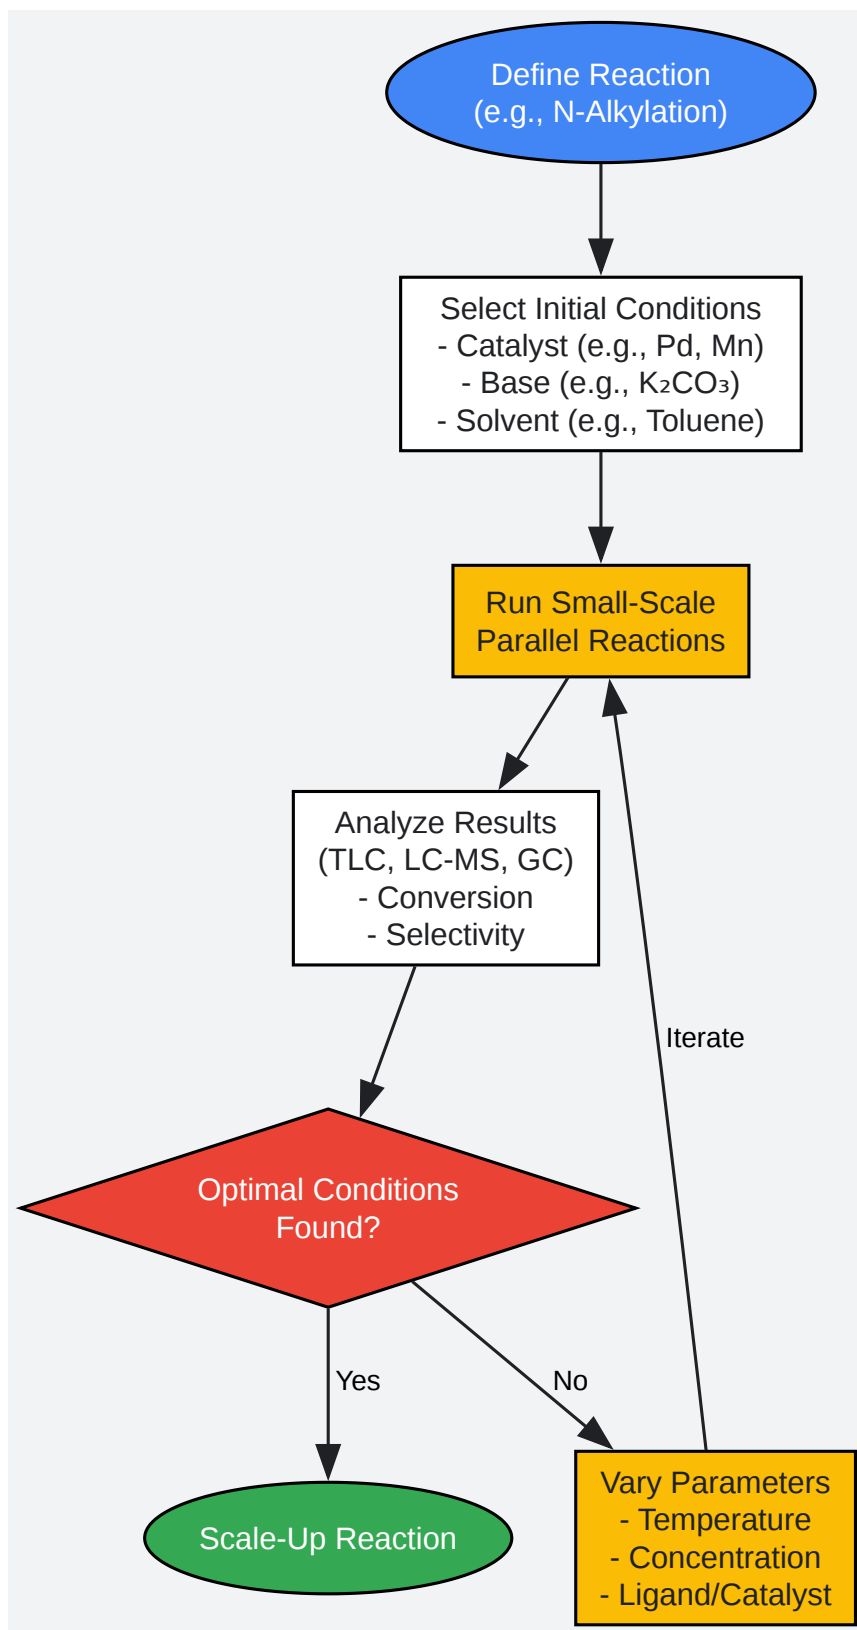 Define Reaction
(e.g., N-Alkylation)
Select Initial Conditions
- Catalyst (e.g., Pd, Mn)
- Base (e.g., K₂CO₃)
- Solvent (e.g., Toluene)
Run Small-Scale
Parallel Reactions
Analyze Results
(TLC, LC-MS, GC)
- Conversion
- Selectivity
Iterate
Optimal Conditions
Found?
Yes
No
Scale-Up Reaction
Vary Parameters
- Temperature
- Concentration
- Ligand/Catalyst